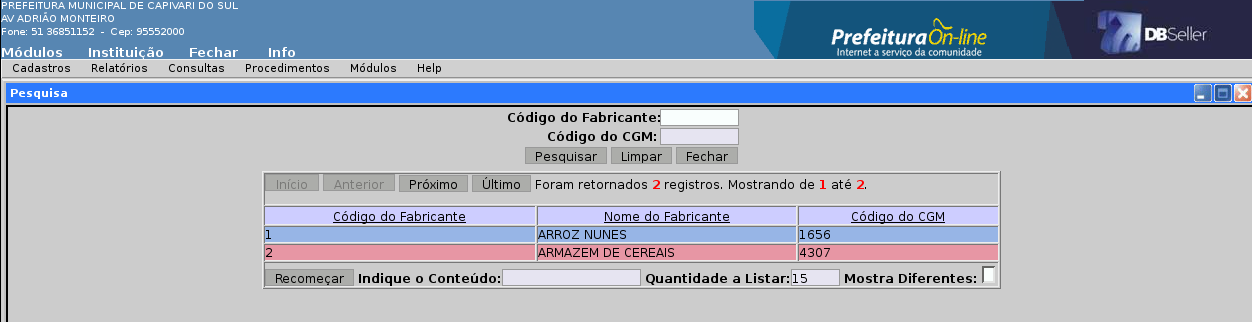 PREFEITURA MUNICIPAL DE CAPIVARI DO SUL
AV ADRIÃO MONTEIRO
Fone: 51 36851152 - Cep: 95552000
Prefeitura On-line
Internet a serviço da comunidade
DBSeller
Módulos Instituição Fechar Info
Cadastros Relatórios Consultas Procedimentos Módulos Help
Pesquisa
Código do Fabricante:
Código do CGM:
Pesquisar Limpar Fechar
Início Anterior Próximo Último Foram retornados 2 registros. Mostrando de 1 até 2.
Código do Fabricante Nome do Fabricante Código do CGM
1 ARROZ NUNES 1656
2 ARMAZEM DE CEREAIS 4307
Recomeçar Indique o Conteúdo: Quantidade a Listar: 15 Mostra Diferentes: